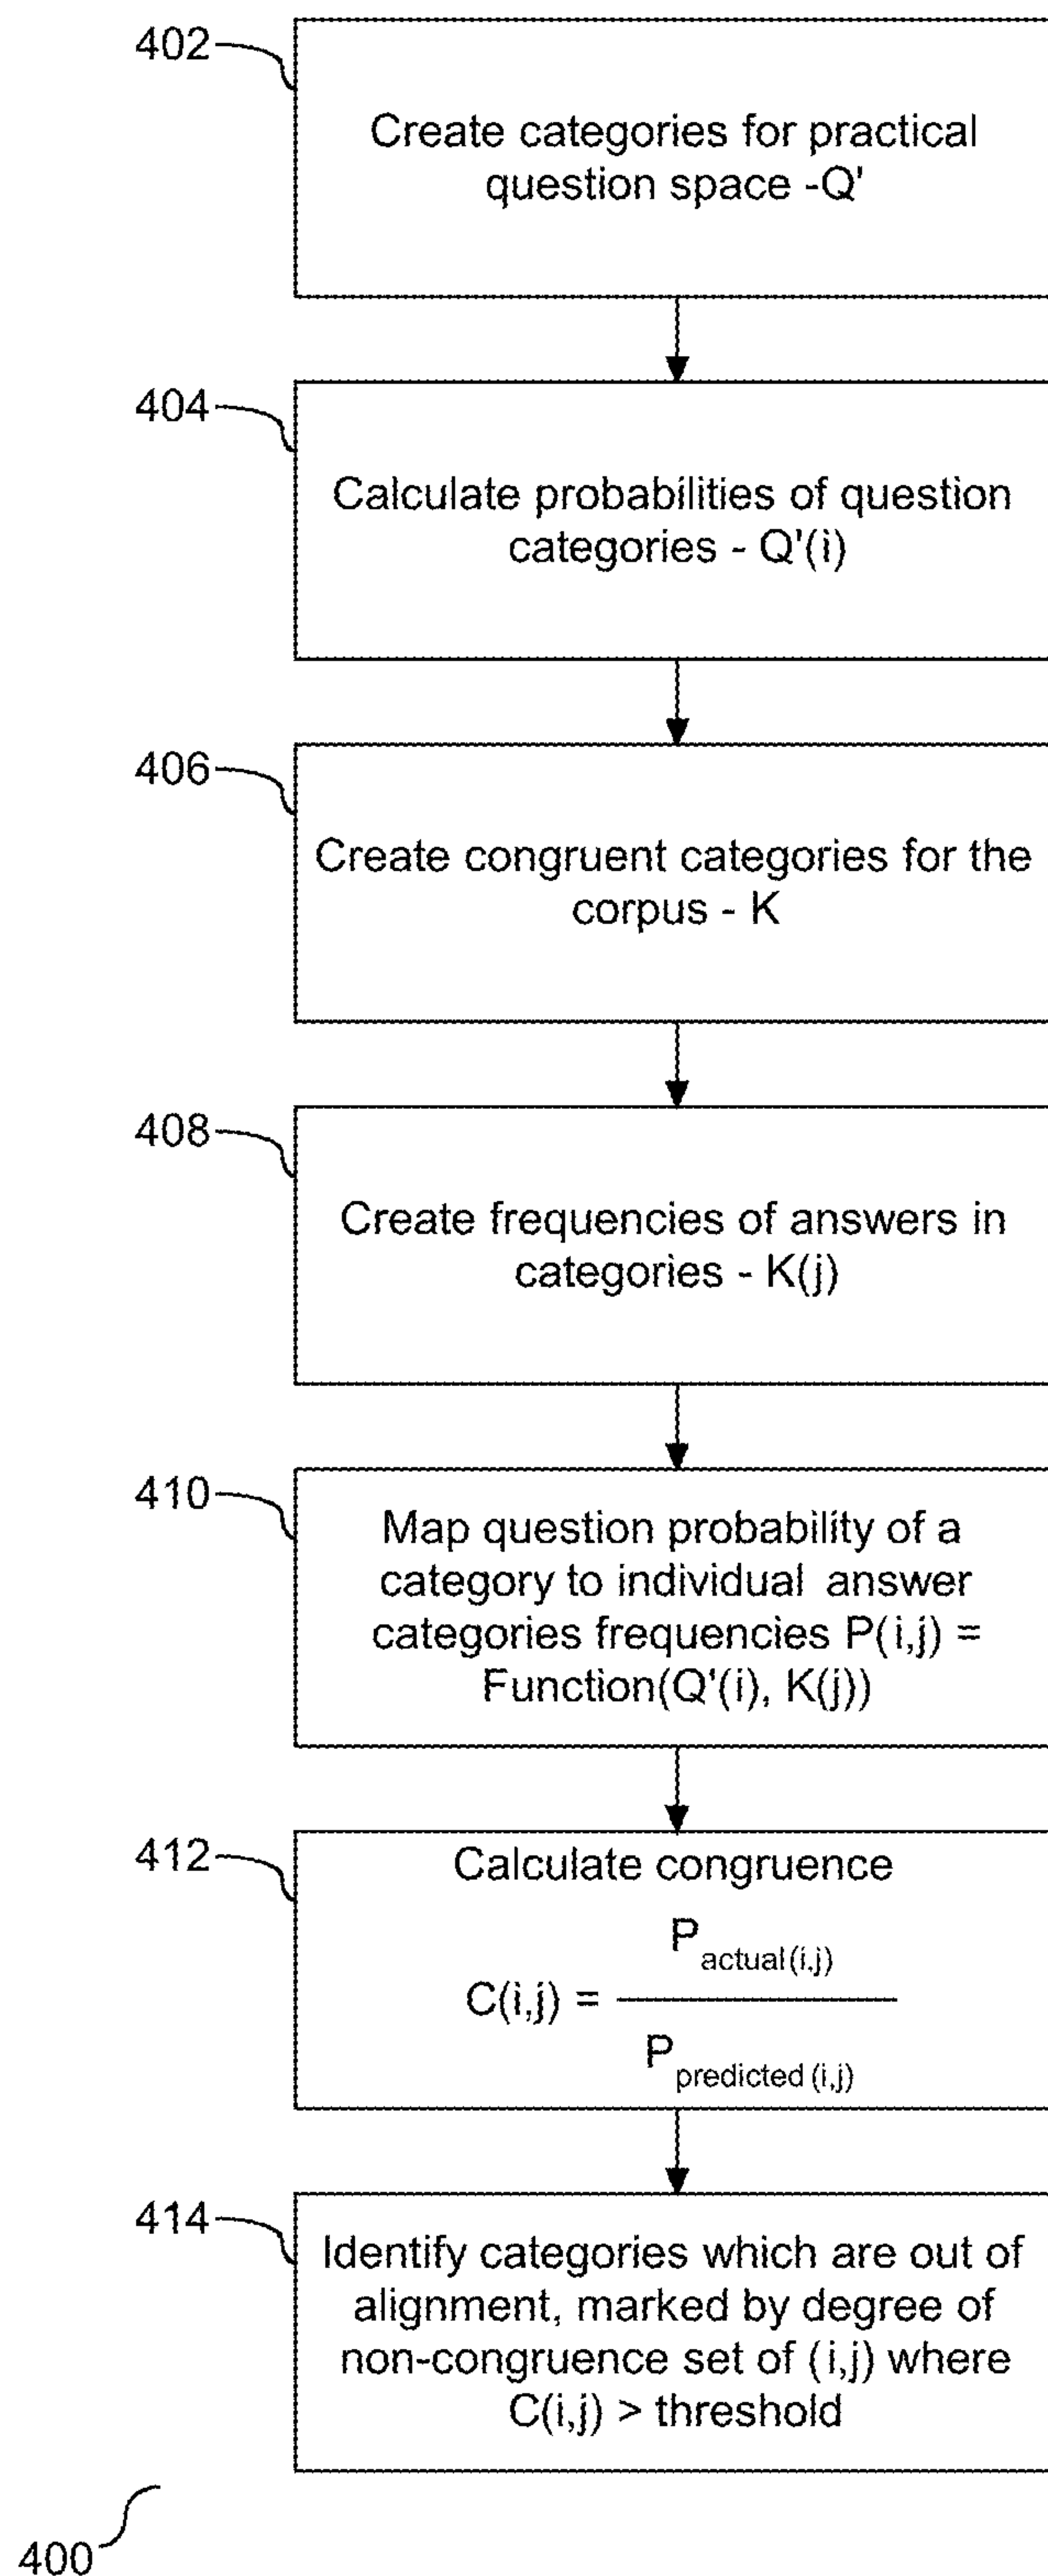 402
Create categories for practical
question space -Q'
404
Calculate probabilities of question
categories - Q'(i)
406
Create congruent categories for the
corpus - K
408
Create frequencies of answers in
categories - K(j)
410
Map question probability of a
category to individual answer
categories frequencies P(i,j) =
Function(Q'(i), K(j))
412
Calculate congruence
P actual(i,j)
C(i,j) =
P predicted (i,j)
414
Identify categories which are out of
alignment, marked by degree of
non-congruence set of (i,j) where
C(i,j) > threshold
400